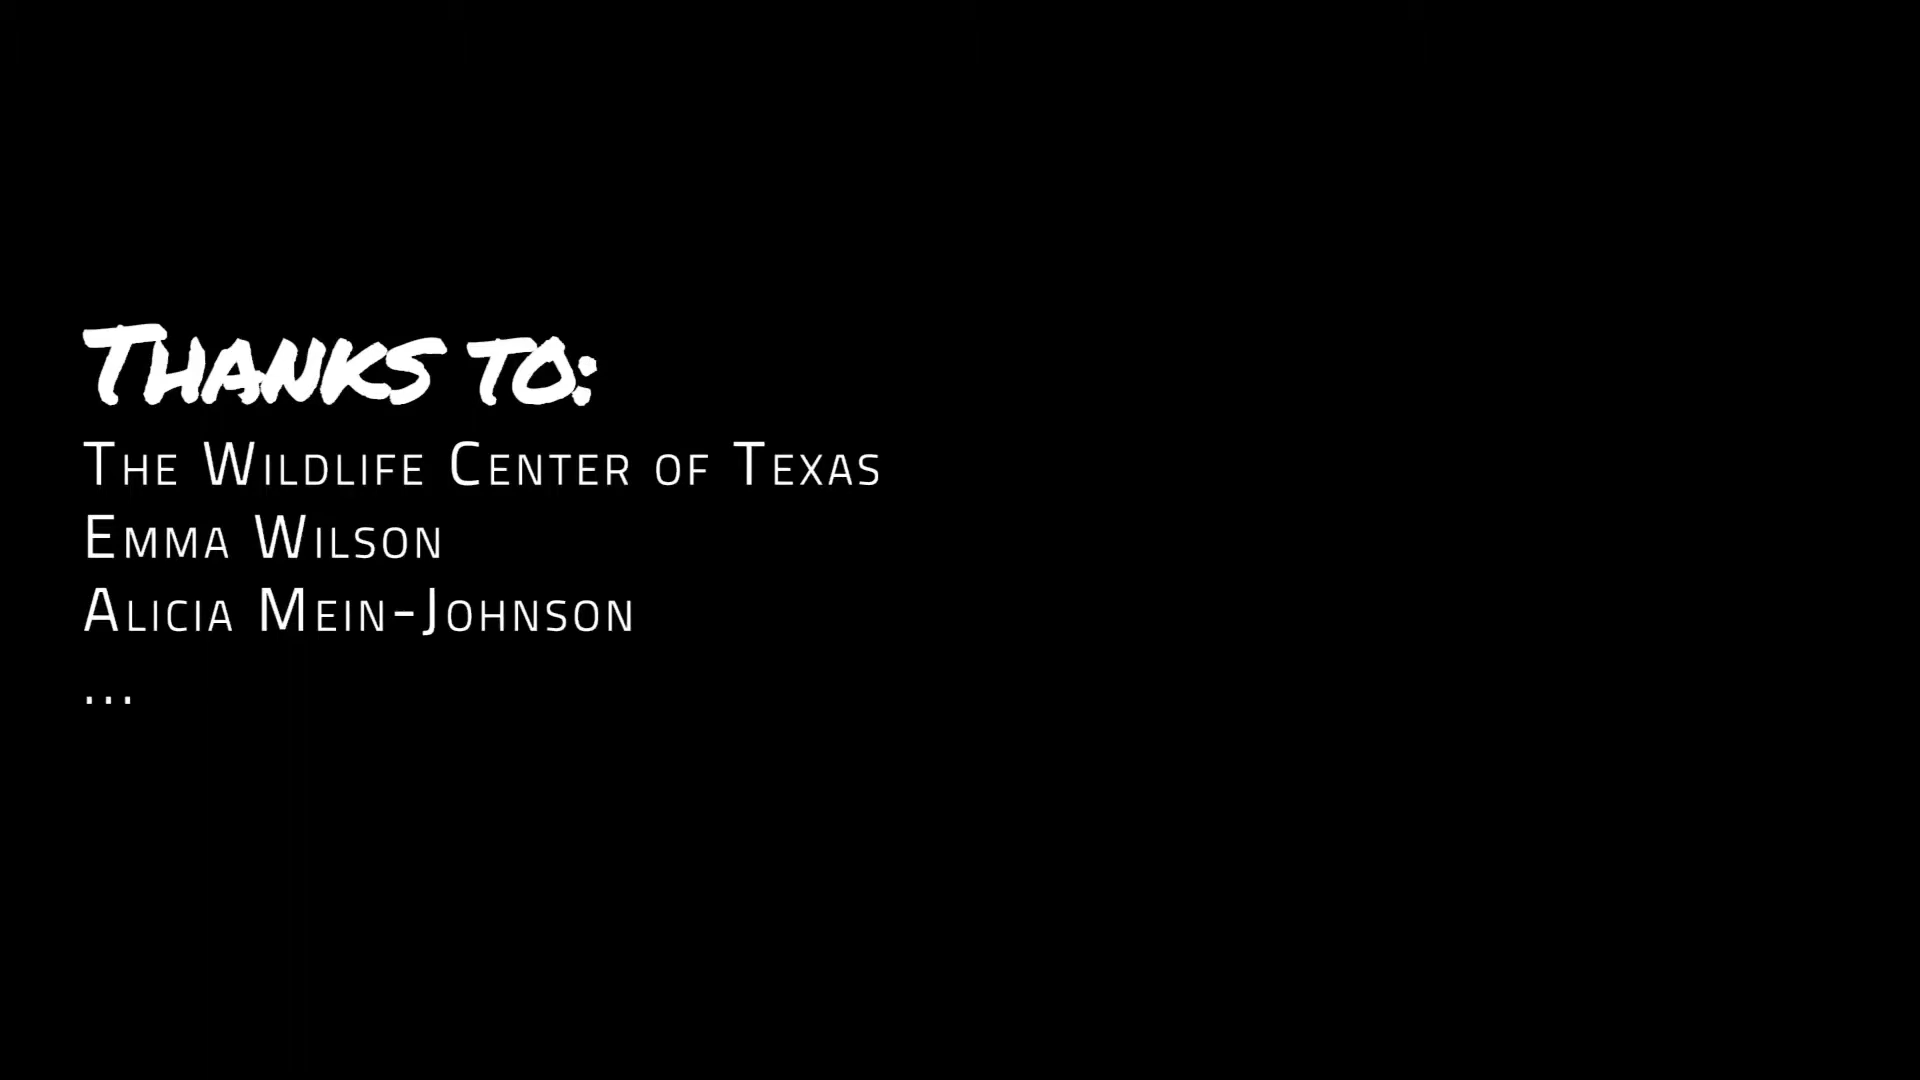 Thanks to:
The Wildlife Center of Texas
Emma Wilson
Alicia Mein-Johnson
...